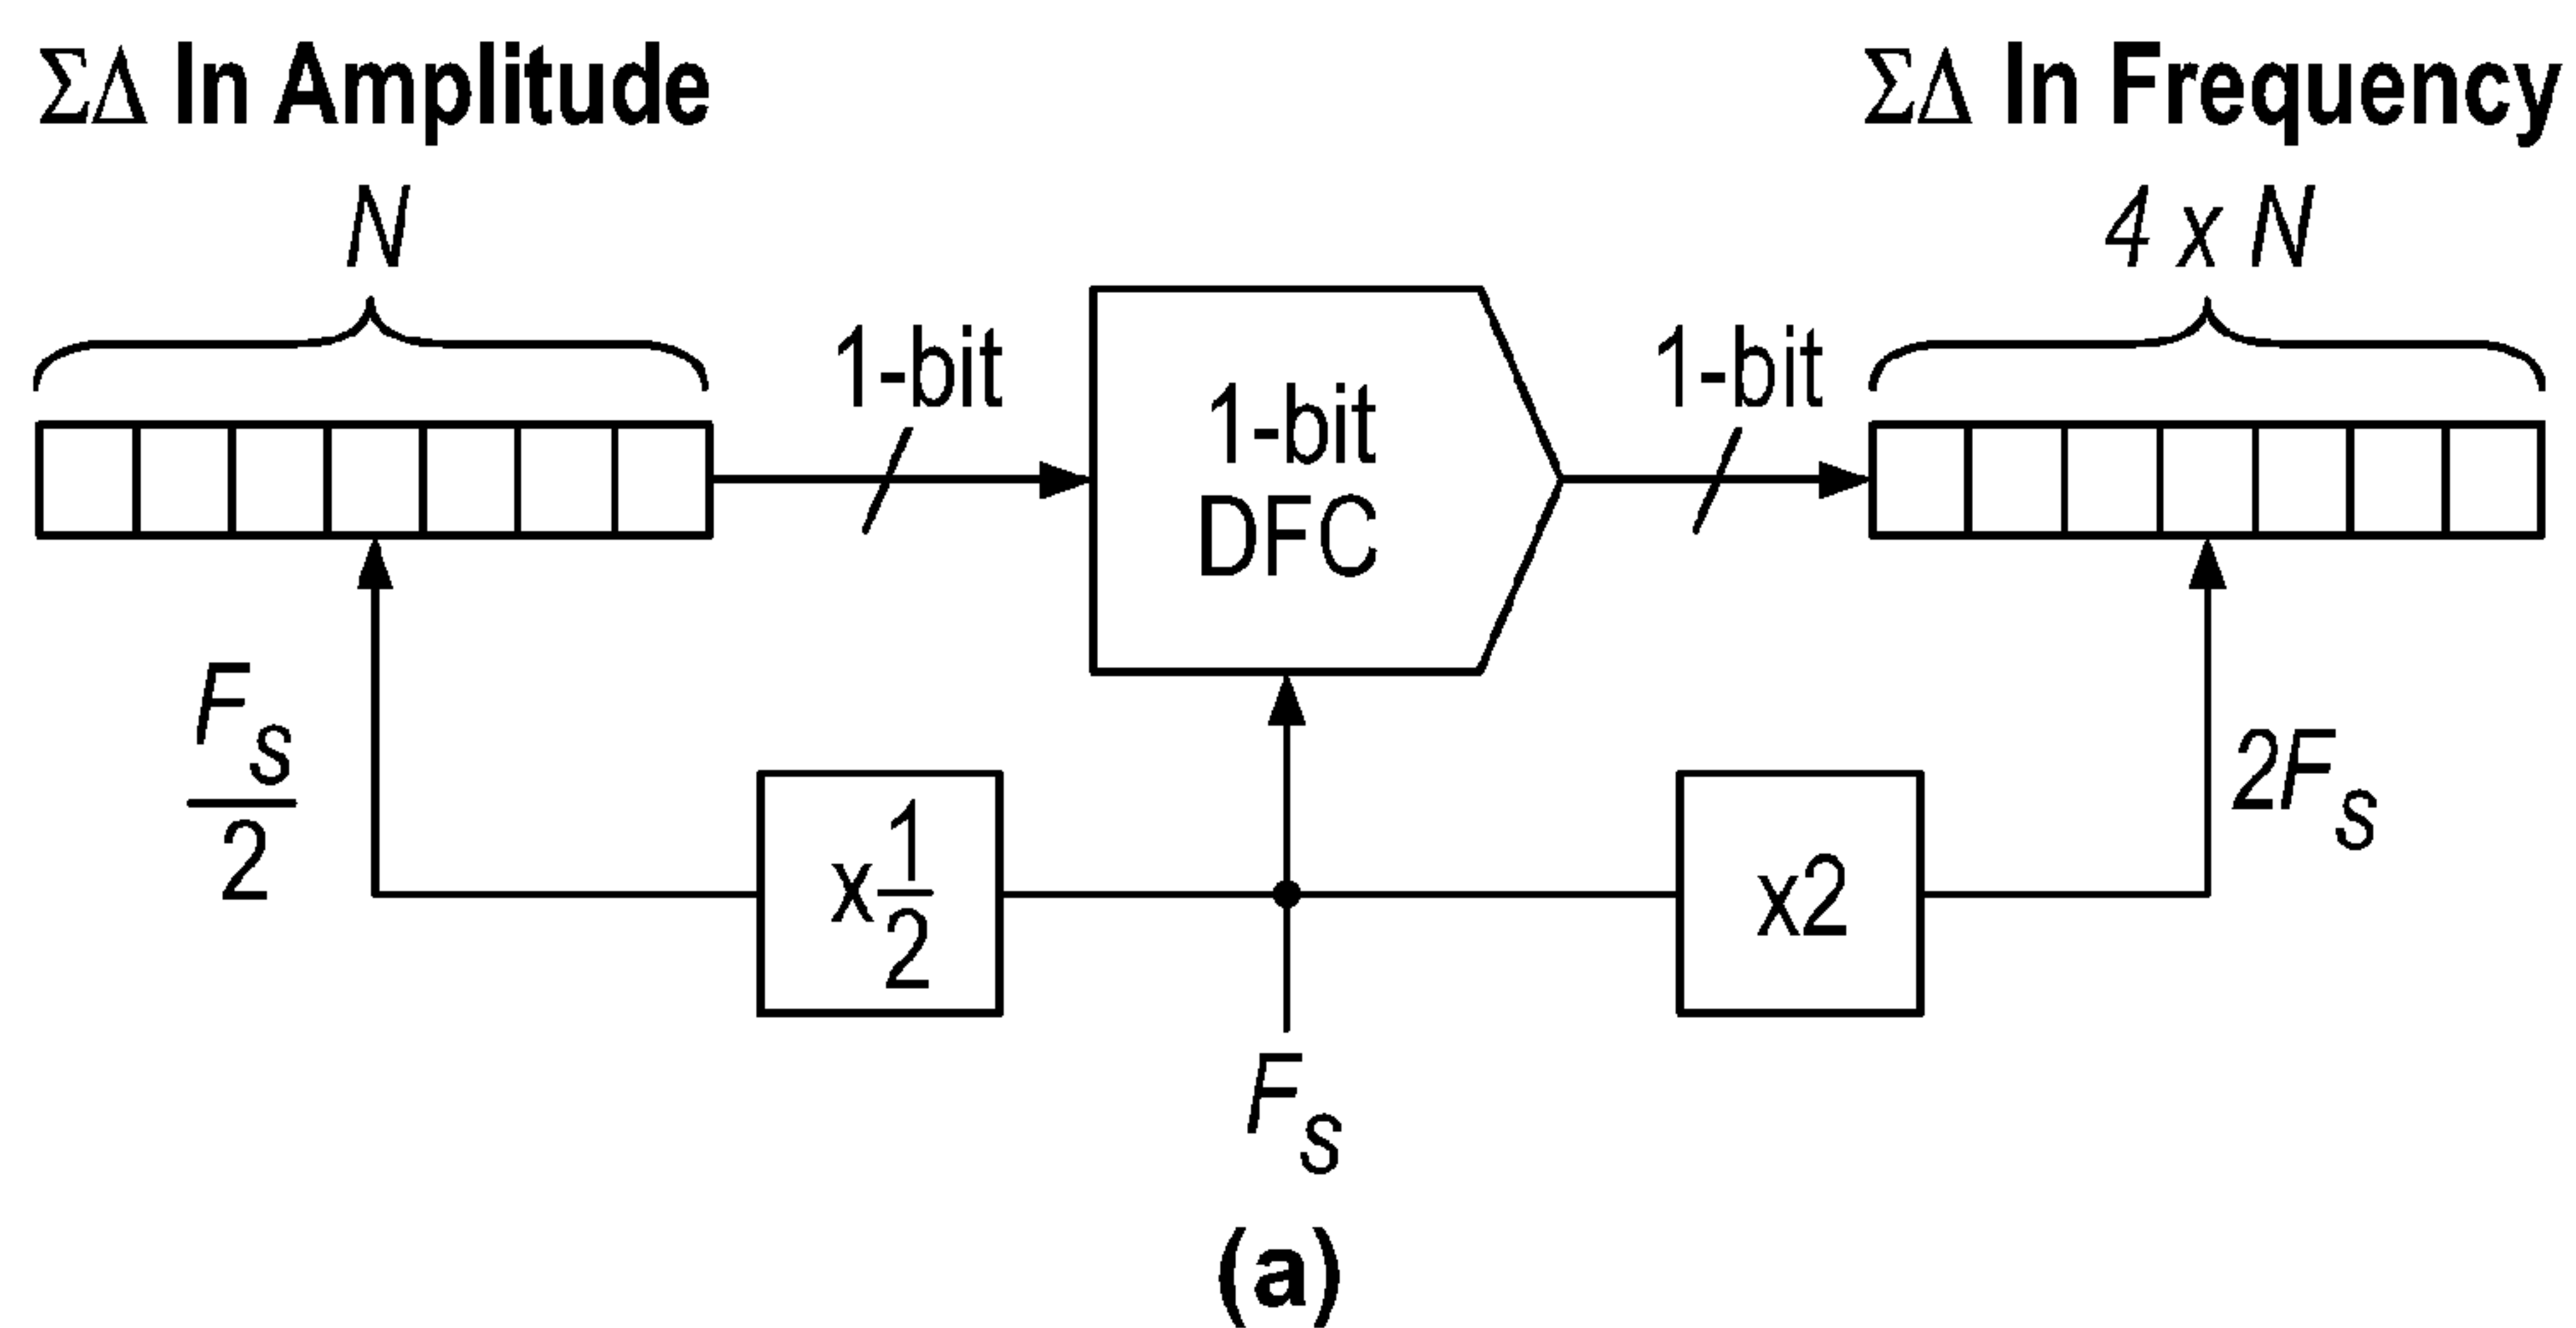 ΣΔ In Amplitude
ΣΔ In Frequency
N
4 x N
1-bit
1-bit
1-bit
DFC
F_S
2
2F_S
x 1/2
x2
F_S
(a)